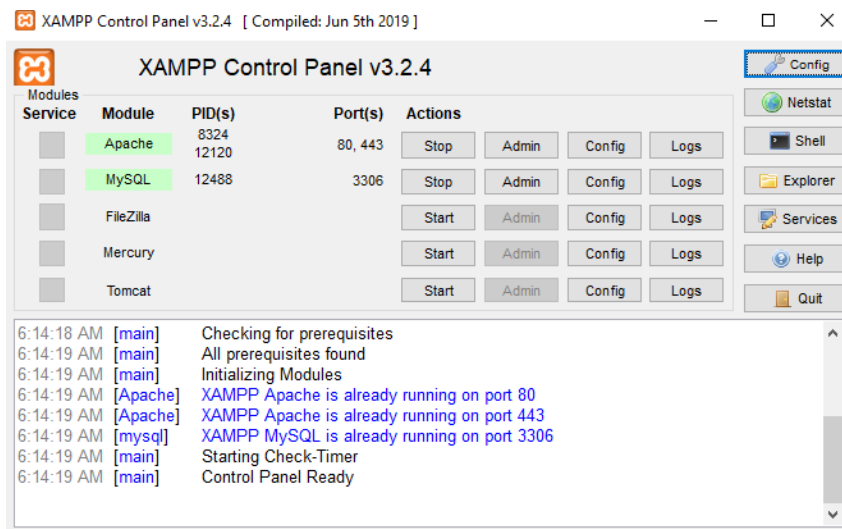 XAMPP Control Panel v3.2.4 [ Compiled: Jun 5th 2019 ]
XAMPP Control Panel v3.2.4
Config
Modules
Service Module PID(s) Port(s) Actions
Netstat
Apache 8324 12120 80, 443 Stop Admin Config Logs
Shell
MySQL 12488 3306 Stop Admin Config Logs
Explorer
FileZilla Start Admin Config Logs
Services
Mercury Start Admin Config Logs
Help
Tomcat Start Admin Config Logs
Quit
6:14:18 AM [main] Checking for prerequisites
6:14:19 AM [main] All prerequisites found
6:14:19 AM [main] Initializing Modules
6:14:19 AM [Apache] XAMPP Apache is already running on port 80
6:14:19 AM [Apache] XAMPP Apache is already running on port 443
6:14:19 AM [mysql] XAMPP MySQL is already running on port 3306
6:14:19 AM [main] Starting Check-Timer
6:14:19 AM [main] Control Panel Ready